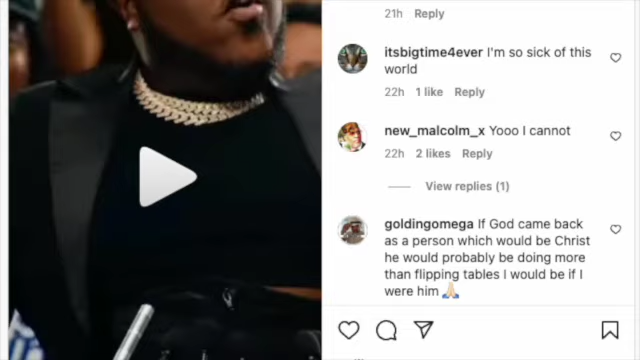 21h Reply
itsbigtime4ever I'm so sick of this
world
22h 1 like Reply
new_malcolm_x Yooo I cannot
22h 2 likes Reply
View replies (1)
goldingomega If God came back
as a person which would be Christ
he would probably be doing more
than flipping tables I would be if I
were him 🙏🏻